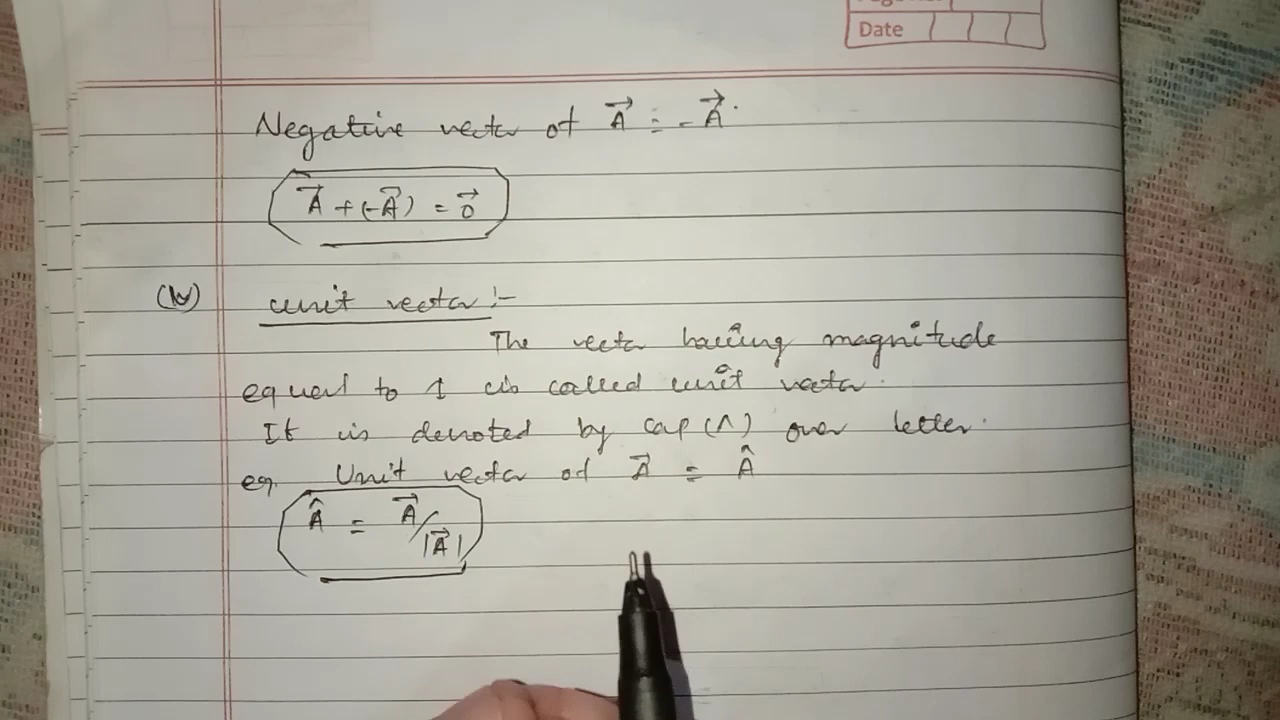 Date
Negative vector of A⃗ = -A⃗.
A⃗ + (-A⃗) = 0⃗
(iv) unit vector :-
The vector having magnitude
equal to 1 is called unit vector.
It is denoted by cap (^) over letter.
eg. Unit vector of A⃗ = Â
Â = A⃗/|A⃗|